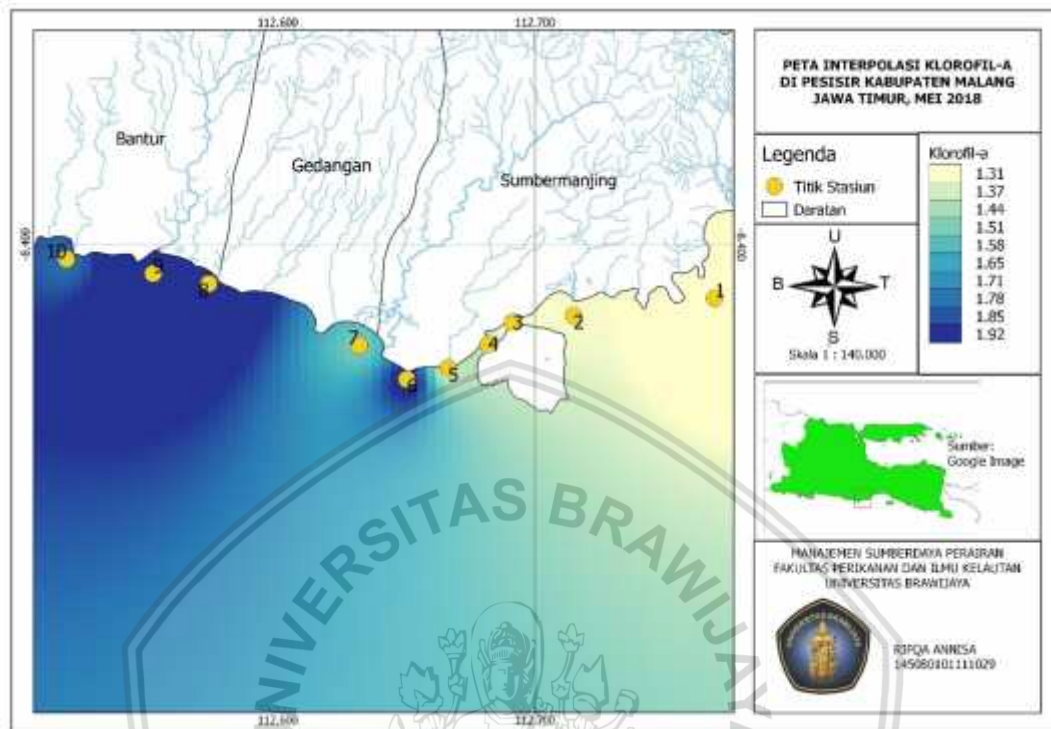 112.600 112.700
Bantur
Gedangan
Sumbermanjing
-8.400 -8.400
10
9
8
7
6
5
4
3
2
1
112.600 112.700
UNIVERSITAS BRAWIJAY
PETA INTERPOLASI KLOROFIL-A
DI PESISIR KABUPATEN MALANG
JAWA TIMUR, MEI 2018
Legenda
Titik Stasiun
Daratan
Klorofil-a
1.31
1.37
1.44
1.51
1.58
1.65
1.71
1.78
1.85
1.92
U
B T
S
Skala 1 : 140.000
Sumber:
Google Image
MANAJEMEN SUMBERDAYA PERAIRAN
FAKULTAS PERIKANAN DAN ILMU KELAUTAN
UNIVERSITAS BRAWIJAYA
RIPQA ANNISA
145080101111029